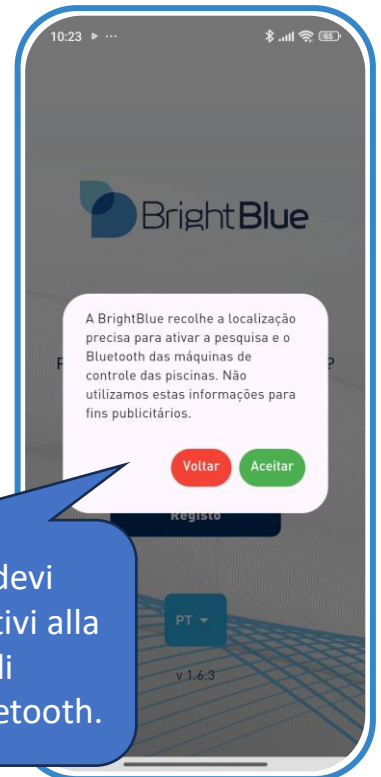 10:23
65
BrightBlue
A BrightBlue recolhe a localização
precisa para ativar a pesquisa e o
Bluetooth das máquinas de
controle das piscinas. Não
utilizamos estas informações para
fins publicitários.
Voltar
Aceitar
Registo
PT
v 1.6.3
devi
tivi alla
di
etooth.